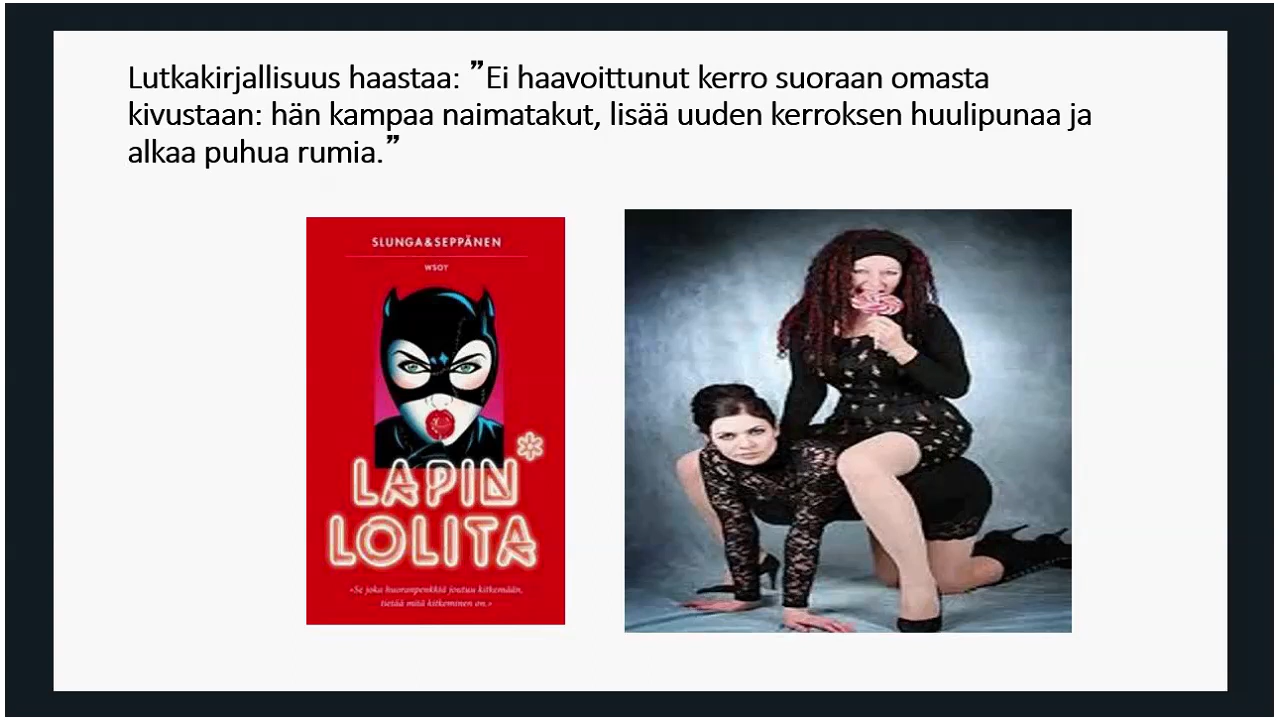 Lutkakirjallisuus haastaa: ”Ei haavoittunut kerro suoraan omasta
kivustaan: hän kampaa naimatakut, lisää uuden kerroksen huulipunaa ja
alkaa puhua rumia.”
SLUNGA&SEPPÄNEN
WSOY
LAPIN*
LOLITA
»Se joka huoranpenkkiä joutuu kitkemään,
tietää mitä kitkeminen on.»